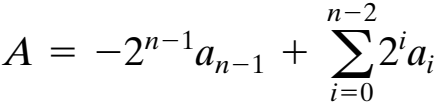 $A = -2^{n-1}a_{n-1} + \sum_{i=0}^{n-2} 2^i a_i$